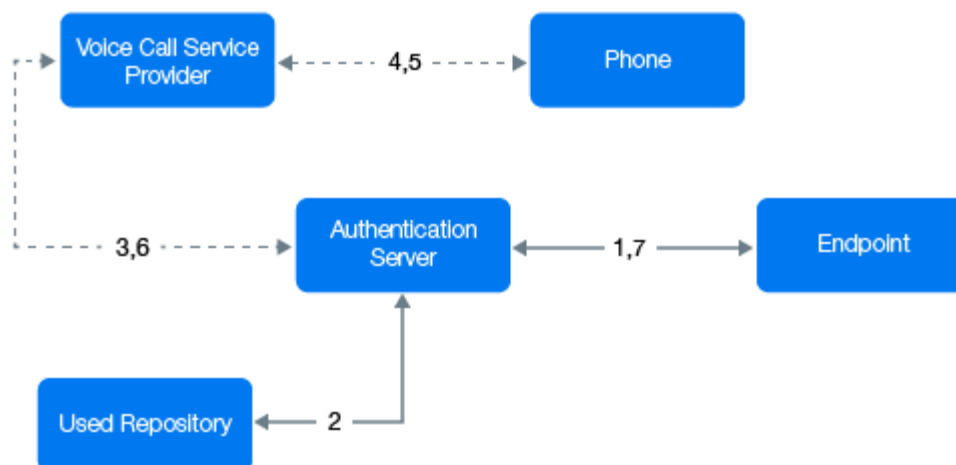 Voice Call Service
Provider
4,5
Phone
3,6
Authentication
Server
1,7
Endpoint
Used Repository
2